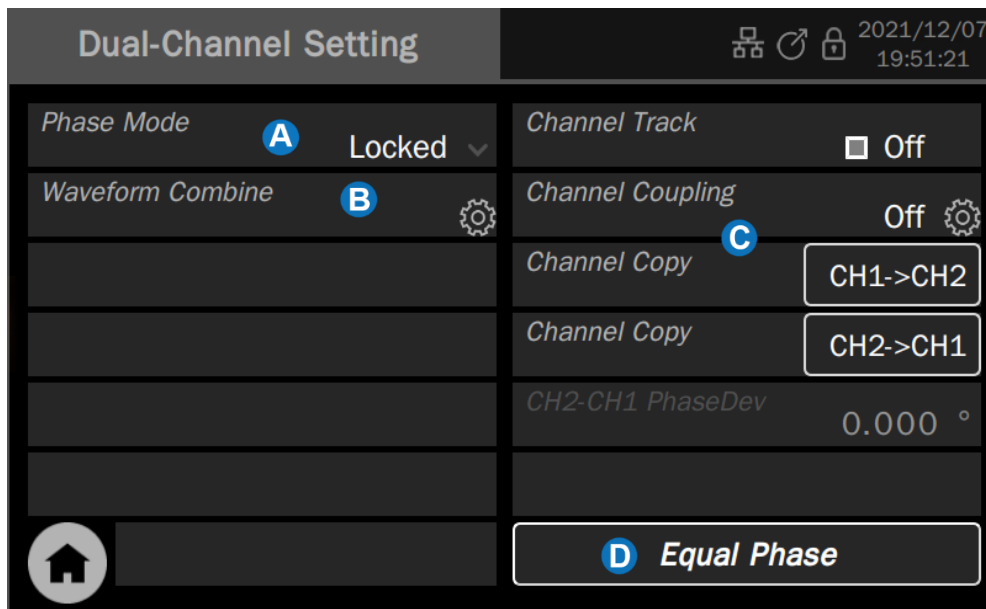 Dual-Channel Setting
2021/12/07
19:51:21
Phase Mode
A
Locked
Waveform Combine
B
Channel Track
Off
Channel Coupling
Off
C
Channel Copy
CH1->CH2
Channel Copy
CH2->CH1
CH2-CH1 PhaseDev
0.000 °
D Equal Phase